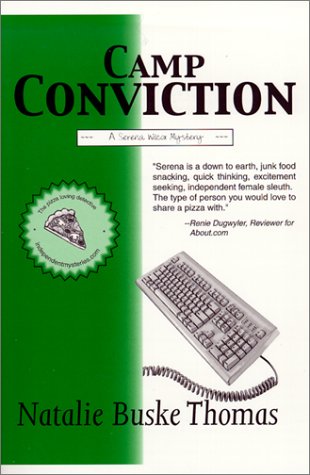 CAMP
CONVICTION
--- A Serena Wilcox Mystery ---
"Serena is a down to earth, junk food
snacking, quick thinking, excitement
seeking, independent female sleuth.
The type of person you would love to
share a pizza with."
--Renie Dugwyler, Reviewer for
About.com
The pizza loving detective
independentmysteries.com
Natalie Buske Thomas